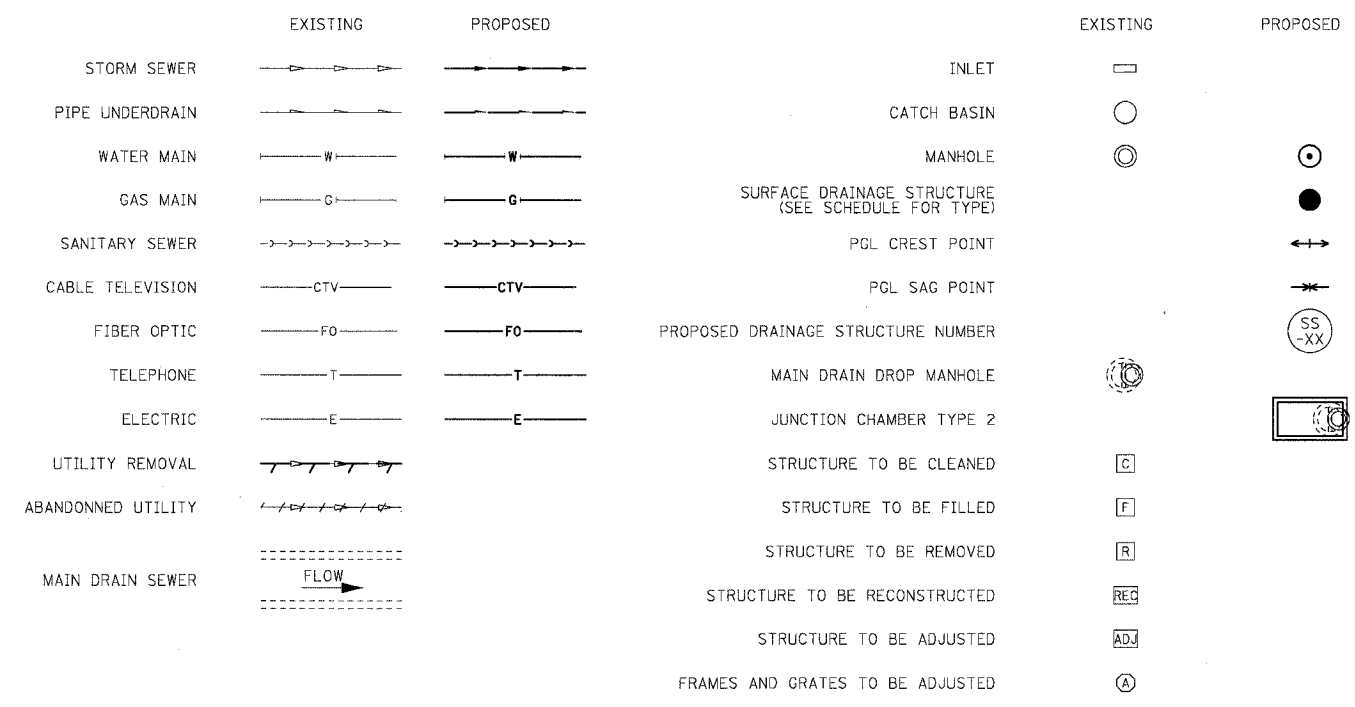 EXISTING PROPOSED
STORM SEWER
PIPE UNDERDRAIN
WATER MAIN W W
GAS MAIN G G
SANITARY SEWER
CABLE TELEVISION CTV CTV
FIBER OPTIC FO FO
TELEPHONE T T
ELECTRIC E E
UTILITY REMOVAL
ABANDONNED UTILITY
MAIN DRAIN SEWER FLOW
EXISTING PROPOSED
INLET
CATCH BASIN
MANHOLE
SURFACE DRAINAGE STRUCTURE
(SEE SCHEDULE FOR TYPE)
PGL CREST POINT
PGL SAG POINT
PROPOSED DRAINAGE STRUCTURE NUMBER SS
-XX
MAIN DRAIN DROP MANHOLE
JUNCTION CHAMBER TYPE 2
STRUCTURE TO BE CLEANED C
STRUCTURE TO BE FILLED F
STRUCTURE TO BE REMOVED R
STRUCTURE TO BE RECONSTRUCTED REC
STRUCTURE TO BE ADJUSTED ADJ
FRAMES AND GRATES TO BE ADJUSTED A